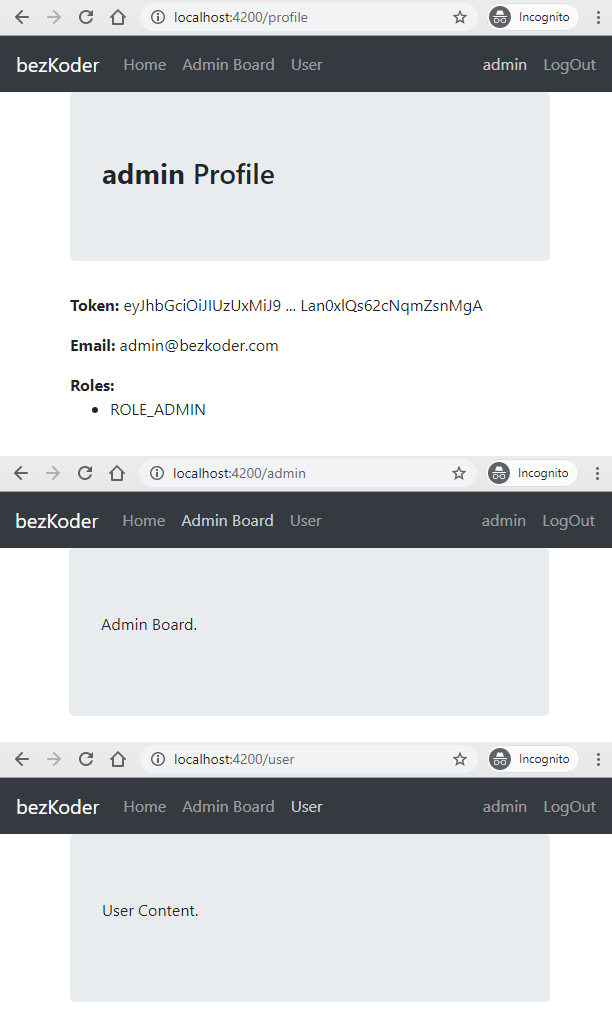 localhost:4200/profile Incognito
bezKoder Home Admin Board User admin LogOut
admin Profile
Token: eyJhbGciOiJIUzUxMiJ9 ... Lan0xlQs62cNqmZsnMgA
Email: admin@bezkoder.com
Roles:
ROLE_ADMIN
localhost:4200/admin Incognito
bezKoder Home Admin Board User admin LogOut
Admin Board.
localhost:4200/user Incognito
bezKoder Home Admin Board User admin LogOut
User Content.